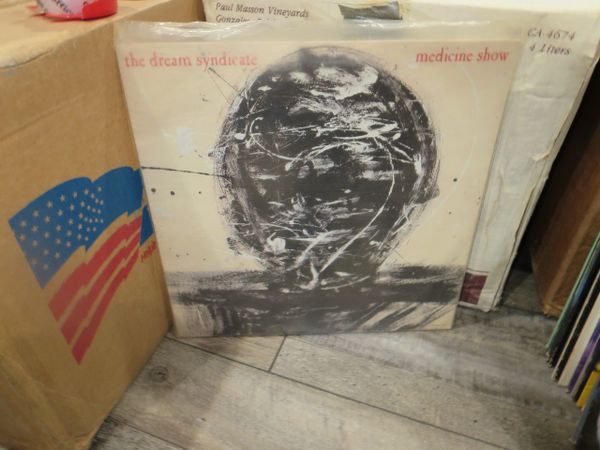 Paul Masson Vineyards
CA-4674
4 Liters
the dream syndicate
medicine show